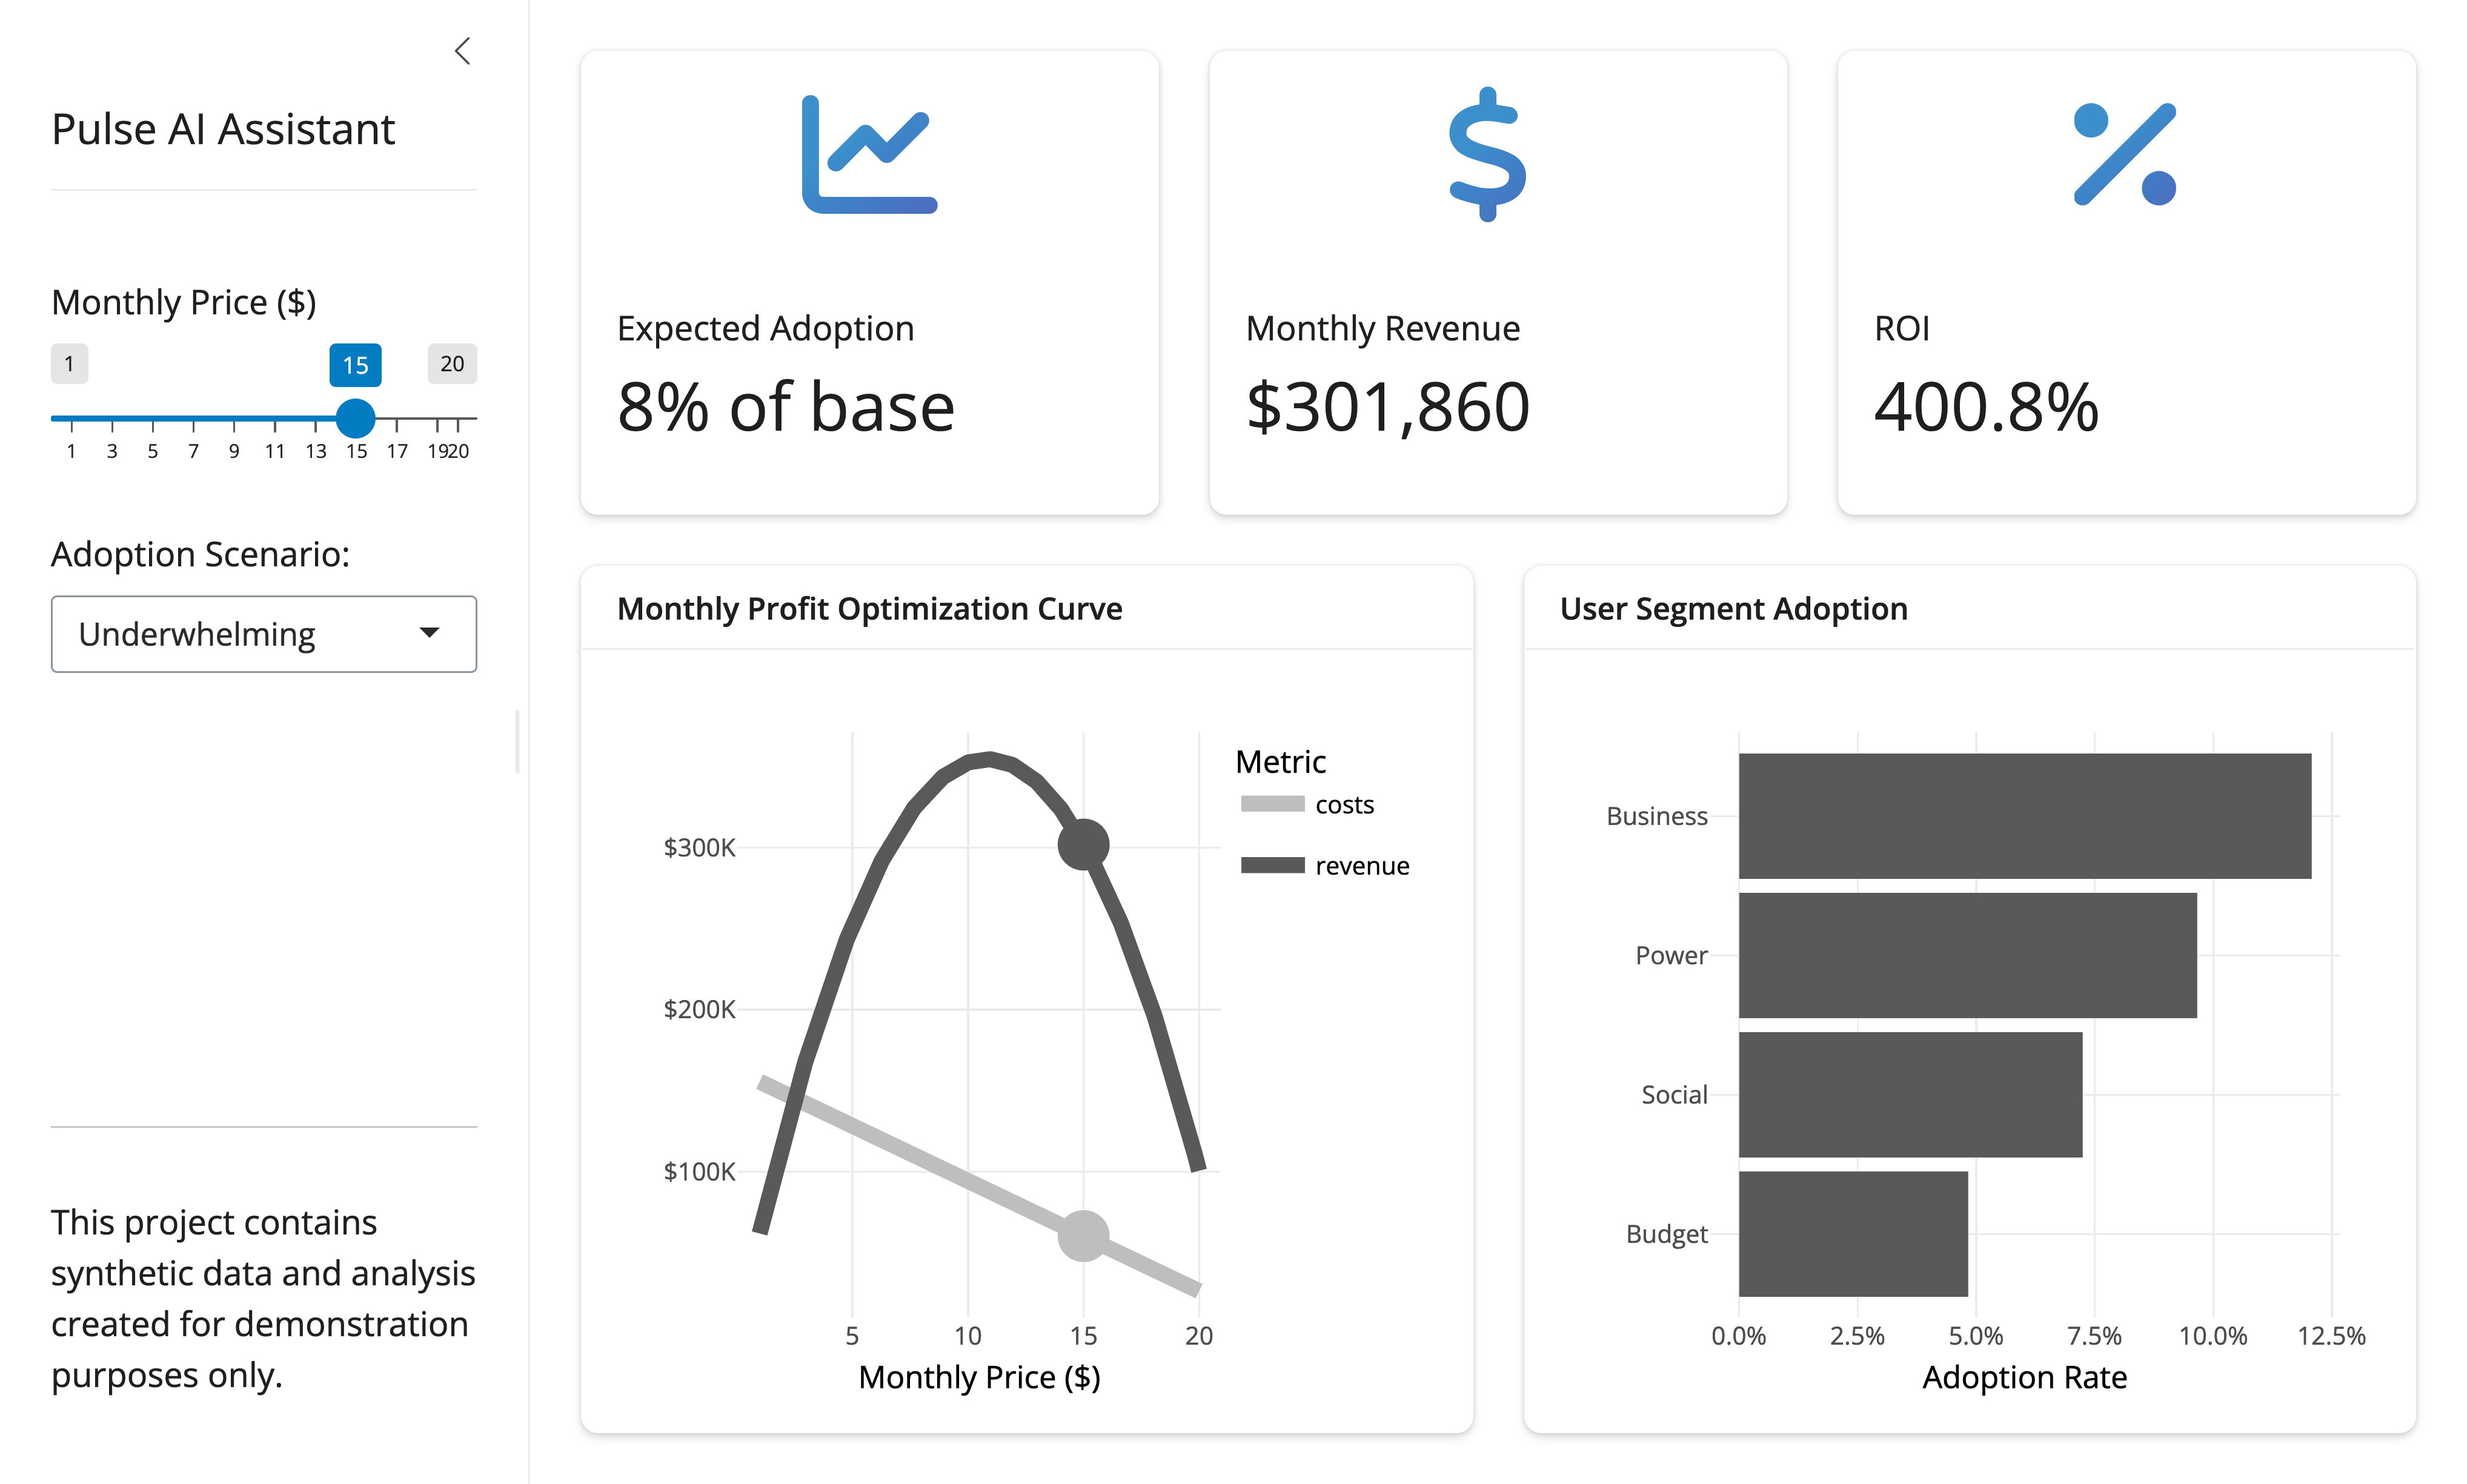 Pulse AI Assistant
Monthly Price ($)
1 15 20
1 3 5 7 9 11 13 15 17 19 20
Adoption Scenario:
Underwhelming
This project contains
synthetic data and analysis
created for demonstration
purposes only.
Expected Adoption
8% of base
Monthly Revenue
$301,860
ROI
400.8%
Monthly Profit Optimization Curve
$300K
$200K
$100K
5 10 15 20
Monthly Price ($)
Metric
costs
revenue
User Segment Adoption
Business
Power
Social
Budget
0.0% 2.5% 5.0% 7.5% 10.0% 12.5%
Adoption Rate